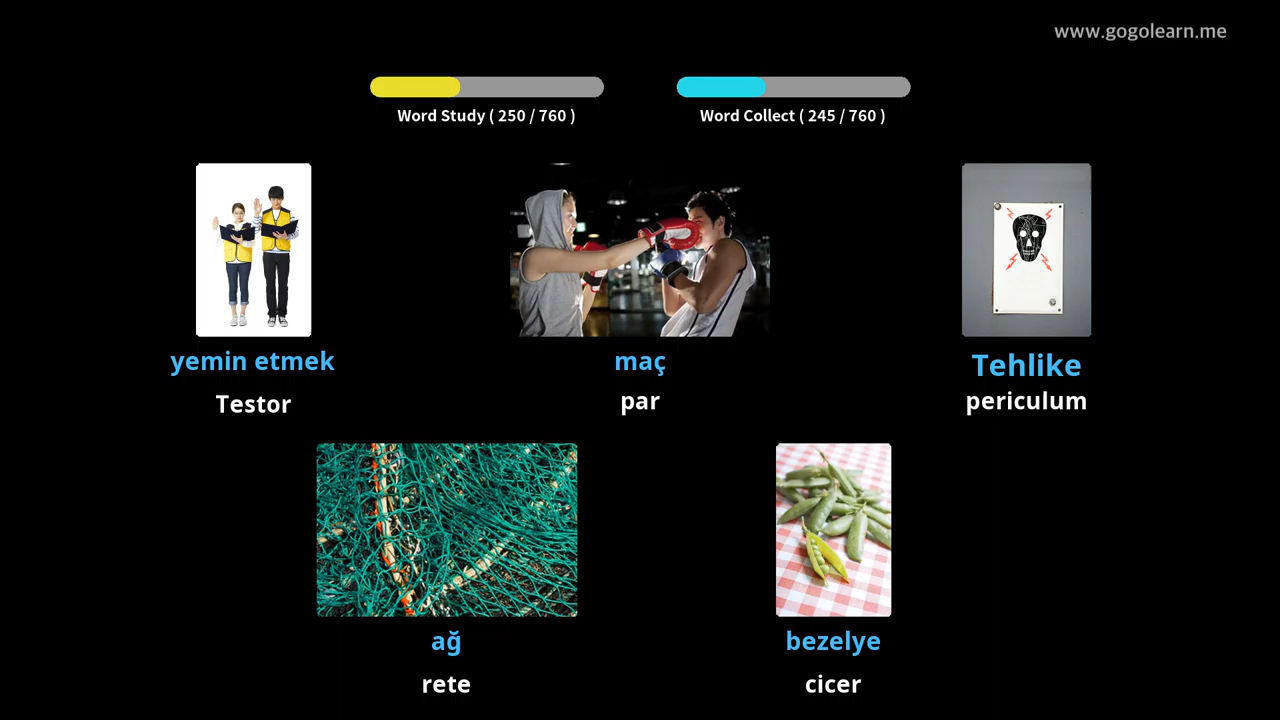 www.gogolearn.me
Word Study ( 250 / 760 )
Word Collect ( 245 / 760 )
yemin etmek
Testor
maç
par
Tehlike
periculum
ağ
rete
bezelye
cicer